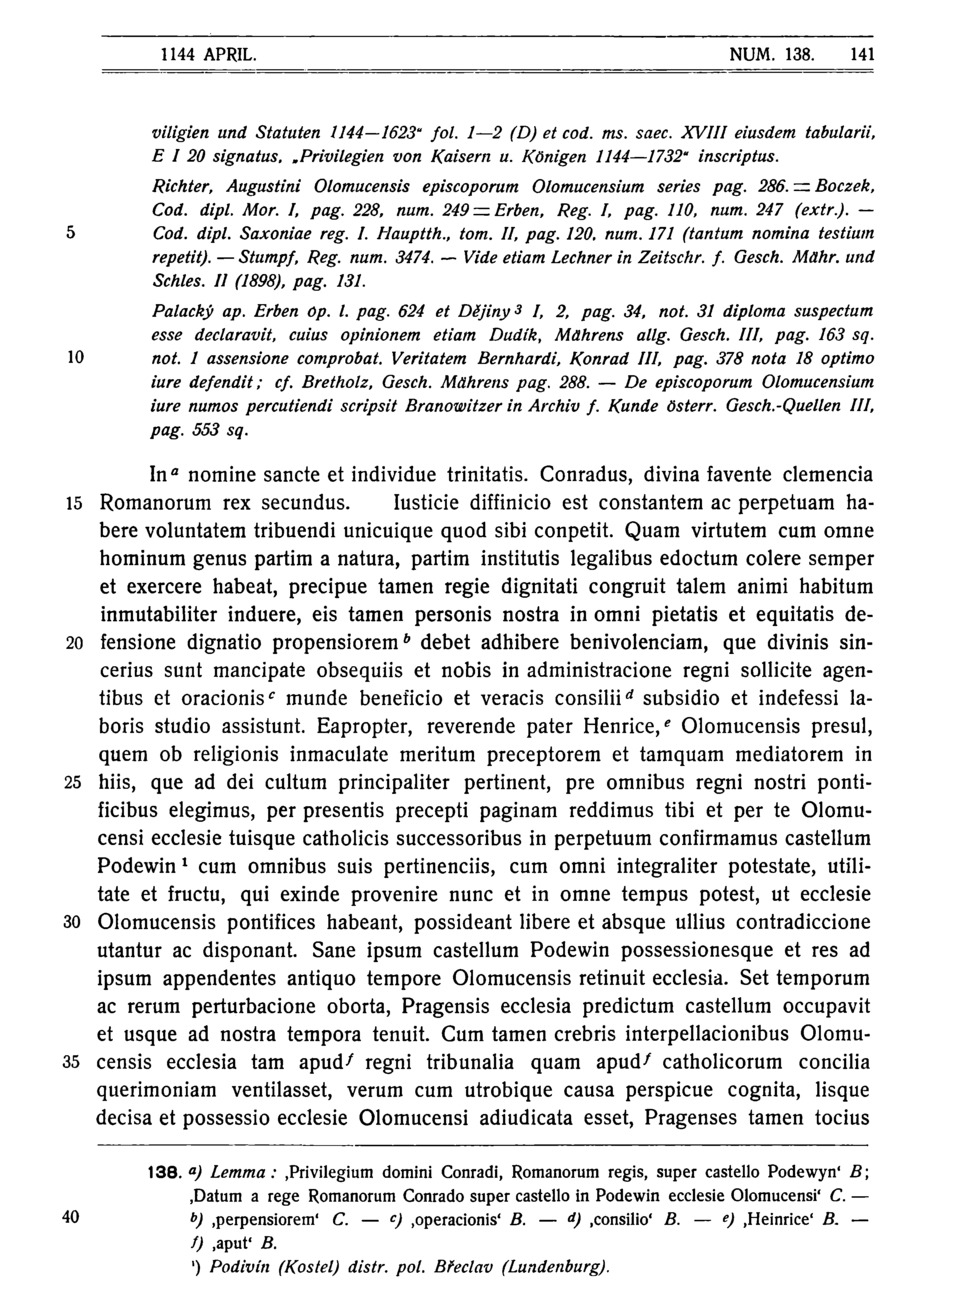 1144 APRIL. NUM. 138. 141
viligien und Statuten 1144—1623“ fol. 1—2 (D) et cod. ms. saec. XVIII eiusdem tabularii,
E I 20 signatus, „Privilegien von Kaisern u. Königen 1144—1732“ inscriptus.
Richter, Augustini Olomucensis episcoporum Olomucensium series pag. 286. = Boczek,
Cod. dipl. Mor. I, pag. 228, num. 249 = Erben, Reg. I, pag. 110, num. 247 (extr.). —
5 Cod. dipl. Saxoniae reg. I. Hauptth., tom. II, pag. 120, num. 171 (tantum nomina testium
repetit). — Stumpf, Reg. num. 3474. — Vide etiam Lechner in Zeitschr. f. Gesch. Mähr. und
Schles. II (1898), pag. 131.
Palacký ap. Erben op. l. pag. 624 et Dějiny³ I, 2, pag. 34, not. 31 diploma suspectum
esse declaravit, cuius opinionem etiam Dudík, Mährens allg. Gesch. III, pag. 163 sq.
10 not. 1 assensione comprobat. Veritatem Bernhardi, Konrad III, pag. 378 nota 18 optimo
iure defendit; cf. Bretholz, Gesch. Mährens pag. 288. — De episcoporum Olomucensium
iure numos percutiendi scripsit Branowitzer in Archiv f. Kunde österr. Gesch.-Quellen III,
pag. 553 sq.
In ᵃ nomine sancte et individue trinitatis. Conradus, divina favente clemencia
15 Romanorum rex secundus. Iusticie diffinicio est constantem ac perpetuam ha-
bere voluntatem tribuendi unicuique quod sibi conpetit. Quam virtutem cum omne
hominum genus partim a natura, partim institutis legalibus edoctum colere semper
et exercere habeat, precipue tamen regie dignitati congruit talem animi habitum
inmutabiliter induere, eis tamen personis nostra in omni pietatis et equitatis de-
20 fensione dignatio propensiorem ᵇ debet adhibere benivolenciam, que divinis sin-
cerius sunt mancipate obsequiis et nobis in administracione regni sollicite agen-
tibus et oracionis ᶜ munde beneficio et veracis consilii ᵈ subsidio et indefessi la-
boris studio assistunt. Eapropter, reverende pater Henrice, ᵉ Olomucensis presul,
quem ob religionis inmaculate meritum preceptorem et tamquam mediatorem in
25 hiis, que ad dei cultum principaliter pertinent, pre omnibus regni nostri ponti-
ficibus elegimus, per presentis precepti paginam reddimus tibi et per te Olomu-
censi ecclesie tuisque catholicis successoribus in perpetuum confirmamus castellum
Podewin ¹ cum omnibus suis pertinenciis, cum omni integraliter potestate, utili-
tate et fructu, qui exinde provenire nunc et in omne tempus potest, ut ecclesie
30 Olomucensis pontifices habeant, possideant libere et absque ullius contradiccione
utantur ac disponant. Sane ipsum castellum Podewin possessionesque et res ad
ipsum appendentes antiquo tempore Olomucensis retinuit ecclesia. Set temporum
ac rerum perturbacione oborta, Pragensis ecclesia predictum castellum occupavit
et usque ad nostra tempora tenuit. Cum tamen crebris interpellacionibus Olomu-
35 censis ecclesia tam apud ᶠ regni tribunalia quam apud ᶠ catholicorum concilia
querimoniam ventilasset, verum cum utrobique causa perspicue cognita, lisque
decisa et possessio ecclesie Olomucensi adiudicata esset, Pragenses tamen tocius
138. a) Lemma : ‚Privilegium domini Conradi, Romanorum regis, super castello Podewyn‘ B;
‚Datum a rege Romanorum Conrado super castello in Podewin ecclesie Olomucensi‘ C. —
40 b) ‚perpensiorem‘ C. — c) ‚operacionis‘ B. — d) ‚consilio‘ B. — e) ‚Heinrice‘ B. —
f) ‚aput‘ B.
¹) Podivín (Kostel) distr. pol. Břeclav (Lundenburg).